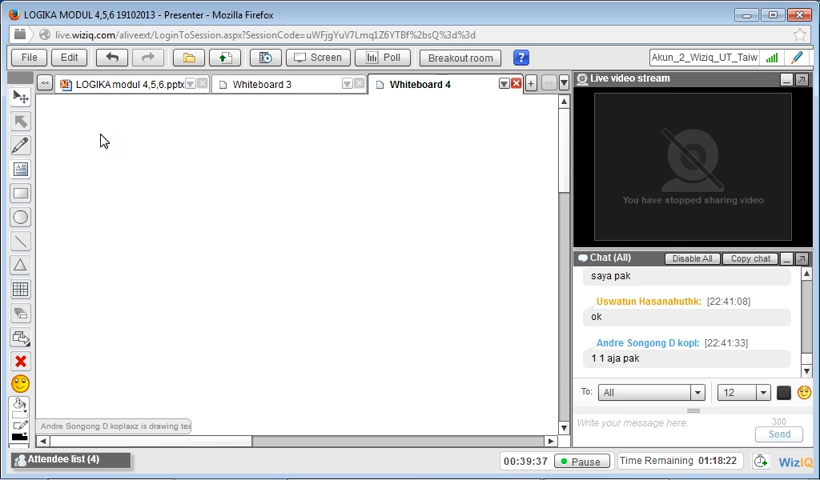 LOGIKA MODUL 4,5,6 19102013 - Presenter - Mozilla Firefox
live.wiziq.com/aliveext/LoginToSession.aspx?SessionCode=uWFjgYuV7Lmq1Z6YTBf%2bsQ%3d%3d
File Edit Screen Poll Breakout room ? Akun_2_Wiziq_UT_Taiw
LOGIKA modul 4,5,6.pptx Whiteboard 3 Whiteboard 4
Live video stream
You have stopped sharing video
Chat (All) Disable All Copy chat
saya pak
Uswatun Hasanahuthk: [22:41:08]
ok
Andre Songong D kopl: [22:41:33]
1 1 aja pak
To: All 12
Write your message here. 300
Send
Andre Songong D koplaxz is drawing tex
Attendee list (4) 00:39:37 Pause Time Remaining 01:18:22 WizIQ